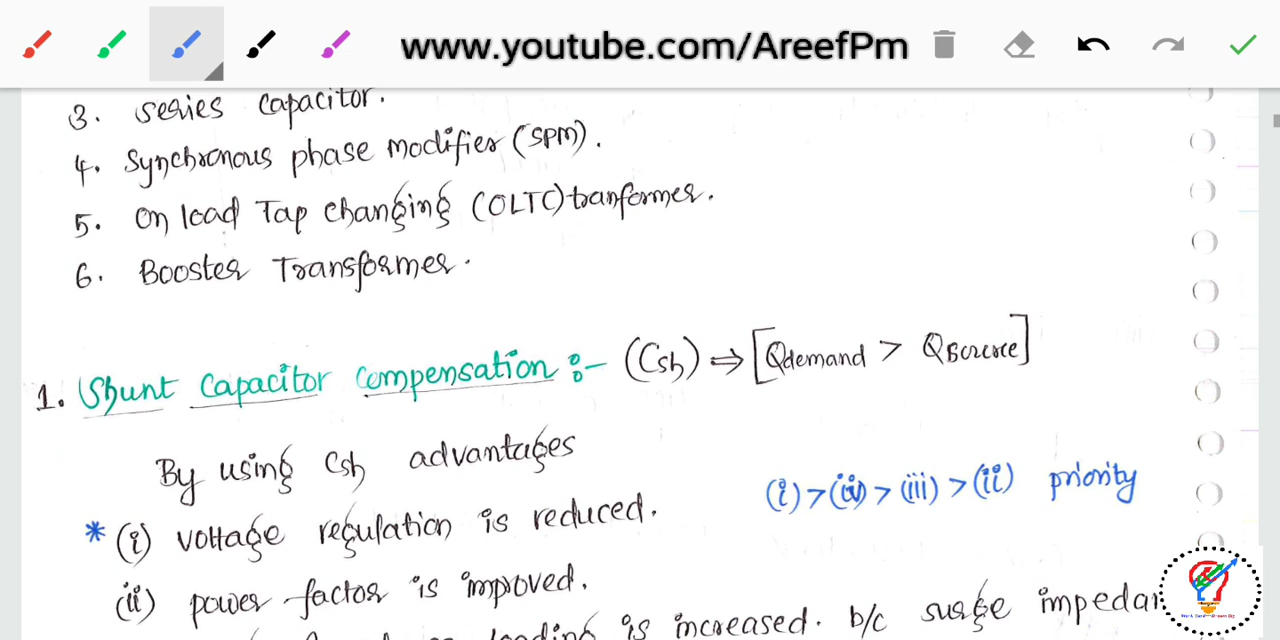 www.youtube.com/AreefPm
3. series capacitor.
4. Synchronous phase modifier (SPM).
5. On load Tap changing (OLTC) tranformer.
6. Booster Transformer.
1. Shunt capacitor compensation :- (Csh) ⇒ [Qdemand > Qsource]
By using Csh advantages
(i) > (iv) > (iii) > (ii) priority
* (i) voltage regulation is reduced.
(ii) power factor is improved.
loading is increased. b/c surge impedan